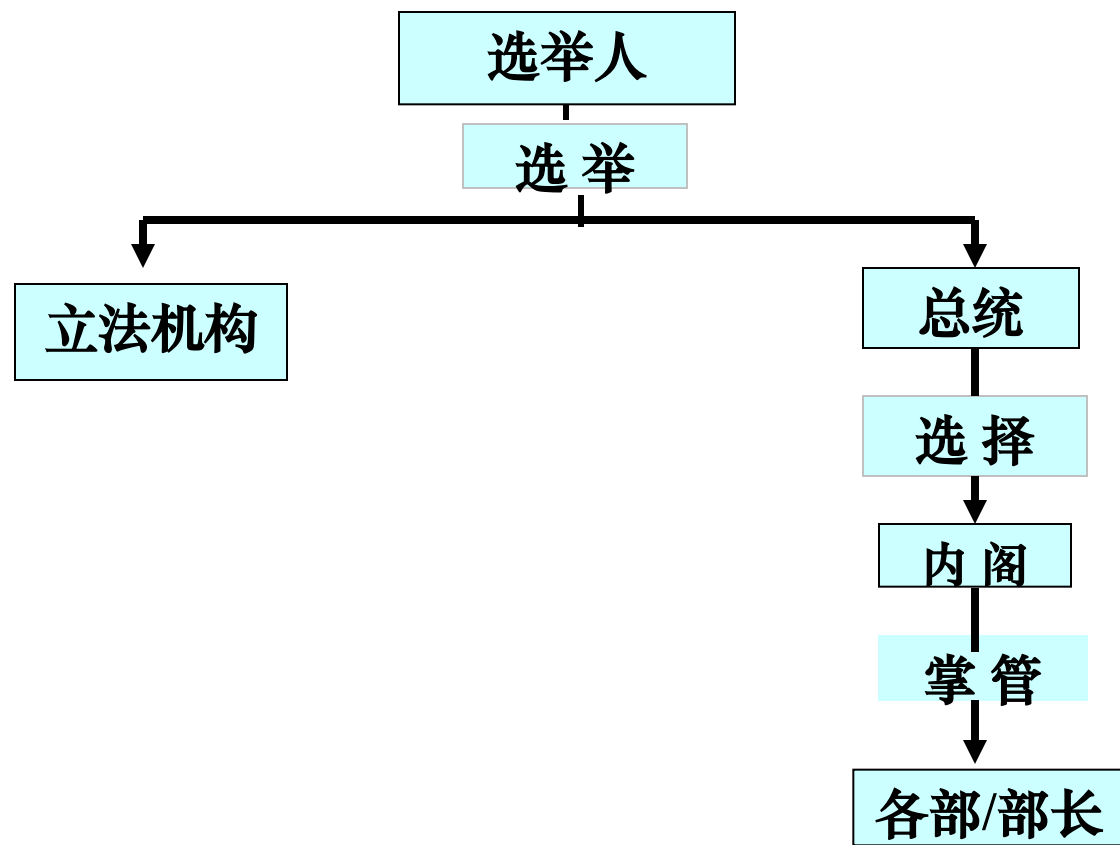 选举人
选 举
立法机构
总统
选 择
内 阁
掌 管
各部/部长